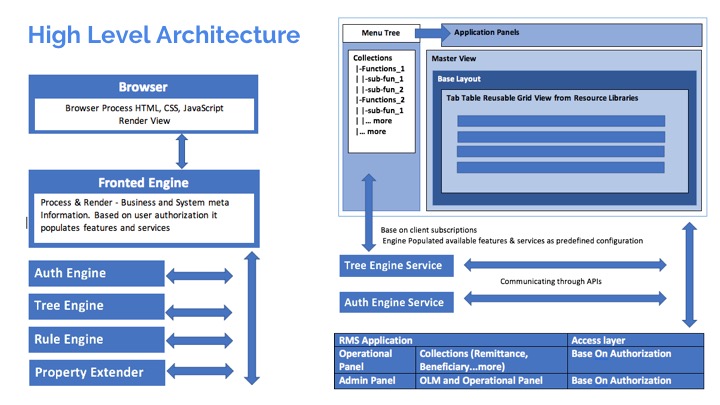 High Level Architecture
Browser
Browser Process HTML, CSS, JavaScript
Render View
Fronted Engine
Process & Render - Business and System meta
Information. Based on user authorization it
populates features and services
Auth Engine
Tree Engine
Rule Engine
Property Extender
Menu Tree
Application Panels
Collections
|-Functions_1
| |-sub-fun_1
| |-sub-fun_2
|-Functions_2
| |-sub-fun_1
| |... more
|... more
Master View
Base Layout
Tab Table Reusable Grid View from Resource Libraries
Base on client subscriptions
Engine Populated available features & services as predefined configuration
Tree Engine Service
Communicating through APIs
Auth Engine Service
RMS Application Access layer
Operational Collections (Remittance, Base On Authorization
Panel Beneficiary...more)
Admin Panel OLM and Operational Panel Base On Authorization